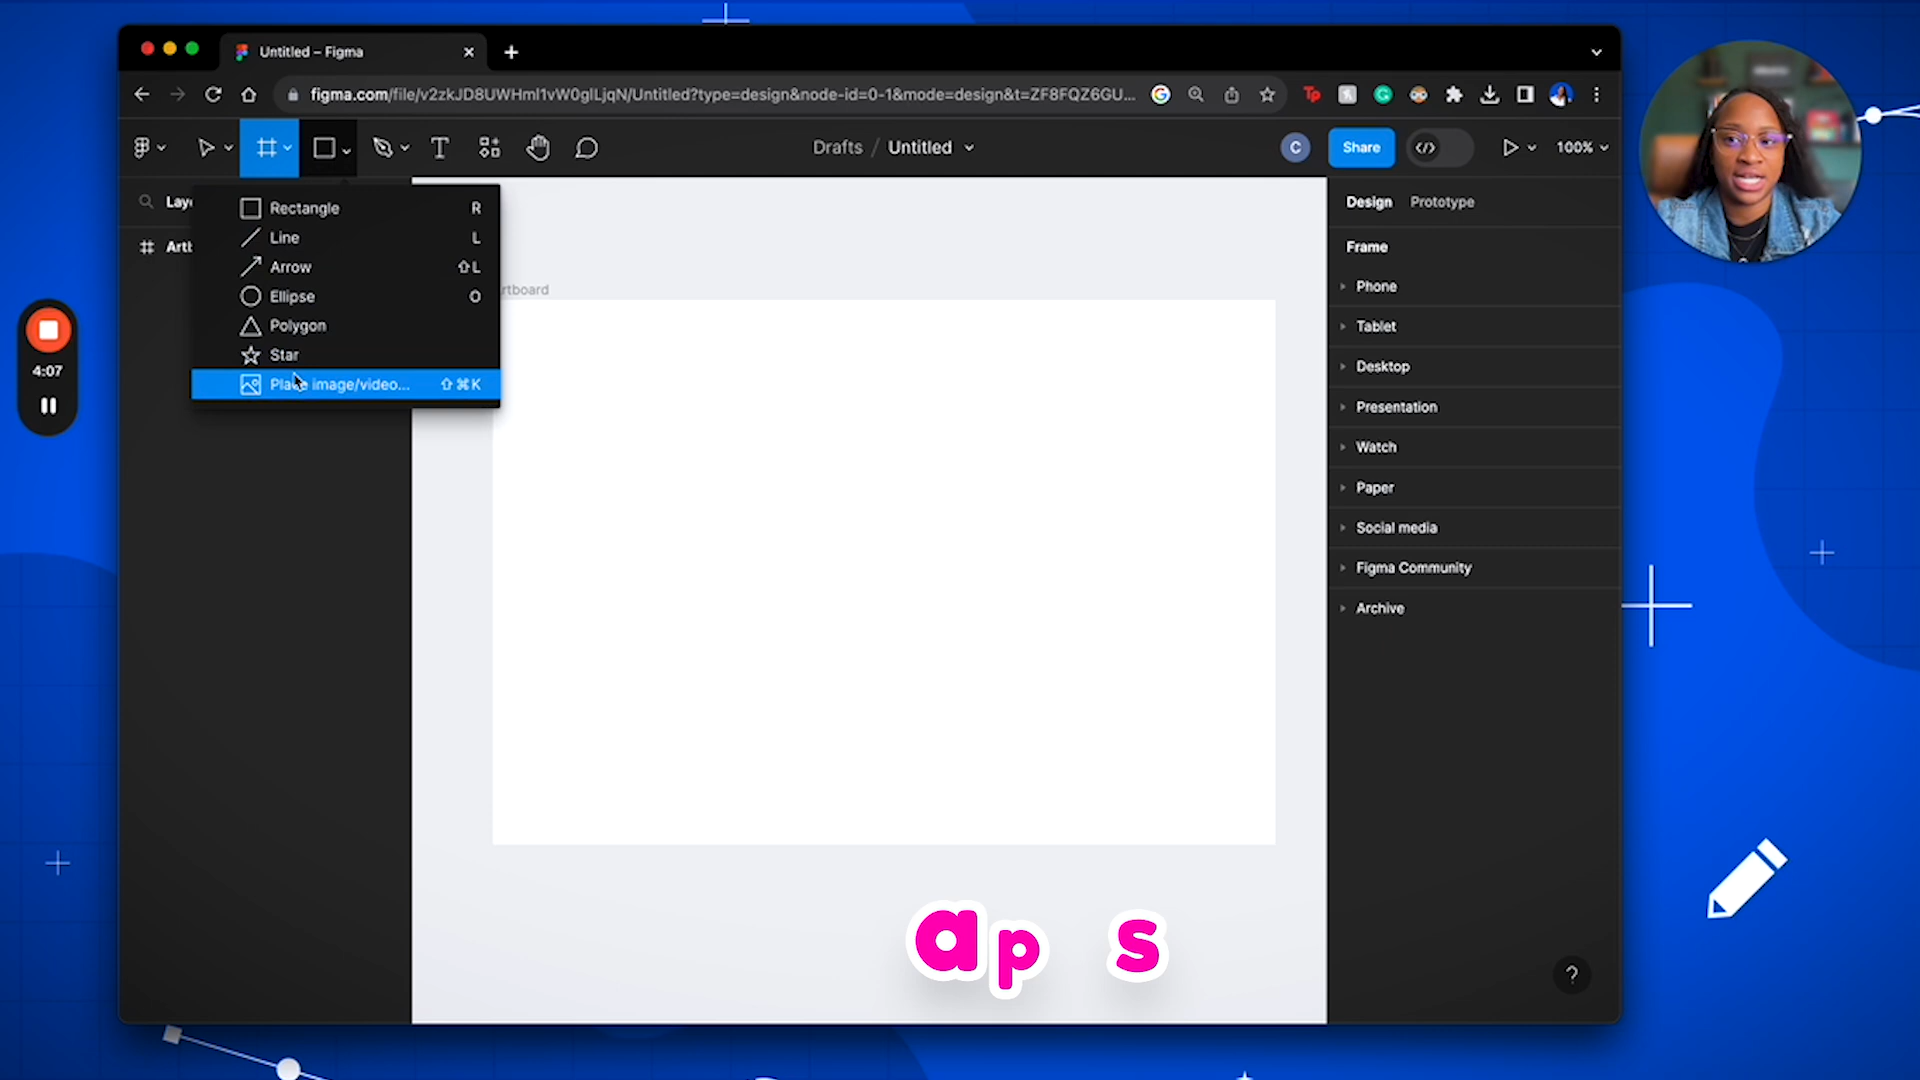 Untitled – Figma
figma.com/file/v2zkJD8UWHmI1vW0glLjqN/Untitled?type=design&node-id=0-1&mode=design&t=ZF8FQZ6GU...
Drafts / Untitled
C
Share
100%
Design Prototype
Frame
Rectangle R
Line L
Arrow ⇧L
Ellipse O
Polygon
Star
Place image/video... ⇧⌘K
Phone
Tablet
Desktop
Presentation
Watch
Paper
Social media
Figma Community
Archive
4:07
ap s
?